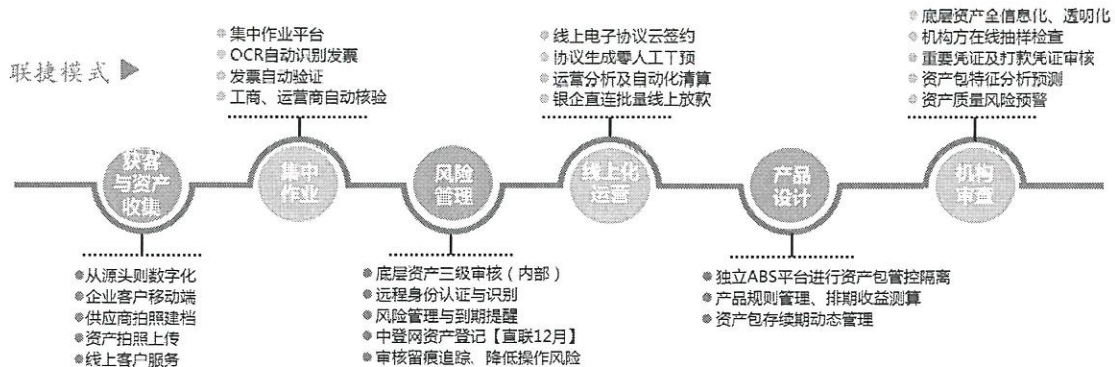 联捷模式
集中作业平台
OCR自动识别发票
发票自动验证
工商、运营商自动核验
线上电子协议云签约
协议生成零人工干预
运营分析及自动化清算
银企直连批量线上放款
底层资产全信息化、透明化
机构方在线抽样检查
重要凭证及打款凭证审核
资产包特征分析预测
资产质量风险预警
获客
与资产
收集
集中
作业
风险
管理
线上化
运营
产品
设计
机构
审查
从源头则数字化
企业客户移动端
供应商拍照建档
资产拍照上传
线上客户服务
底层资产三级审核（内部）
远程身份认证与识别
风险管理与到期提醒
中登网资产登记【直联12月】
审核留痕追踪、降低操作风险
独立ABS平台进行资产包管控隔离
产品规则管理、排期收益测算
资产包存续期动态管理